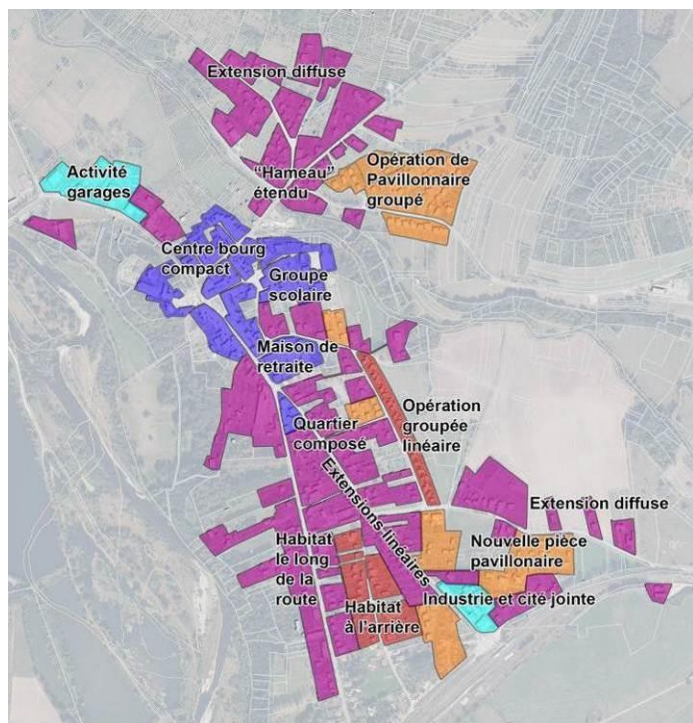 Extension diffuse
Activité
garages
“Hameau”
étendu
Opération de
Pavillonnaire
groupé
Centre bourg
compact
Groupe
scolaire
Maison de
retraite
Quartier
composé
Opération
groupée
linéaire
Extensions linéaires
Extension diffuse
Habitat
le long
de la
route
Nouvelle pièce
pavillonaire
Habitat
à l'arrière
Industrie et cité jointe